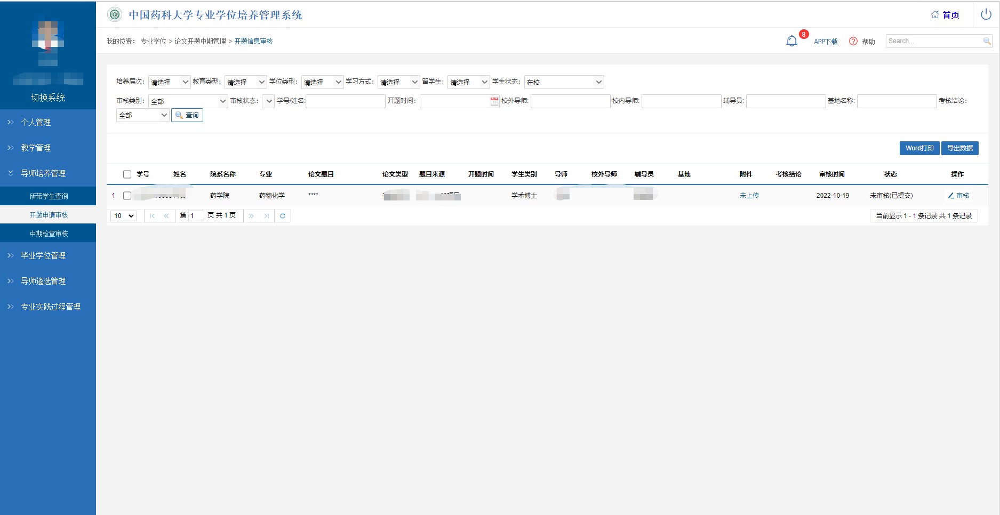 中国药科大学专业学位培养管理系统
首页
我的位置： 专业学位 > 论文开题中期管理 > 开题信息审核
8
APP下载
帮助
Search...
切换系统
个人管理
教学管理
导师培养管理
所带学生查询
开题申请审核
中期检查审核
毕业学位管理
导师遴选管理
专业实践过程管理
培养层次： 请选择 教育类型： 请选择 学位类型： 请选择 学习方式： 请选择 留学生： 请选择 学生状态： 在校
审核类别： 全部 审核状态： 学号/姓名: 开题时间： 校外导师: 校内导师: 辅导员: 基地名称: 考核结论：
全部 查询
Word打印 导出数据
学号 姓名 院系名称 专业 论文题目 论文类型 题目来源 开题时间 学生类别 导师 校外导师 辅导员 基地 附件 考核结论 审核时间 状态 操作
1 药学院 药物化学 **** 学术博士 未上传 2022-10-19 未审核(已提交) 审核
10 第 1 页 共 1 页 当前显示 1 - 1 条记录 共 1 条记录